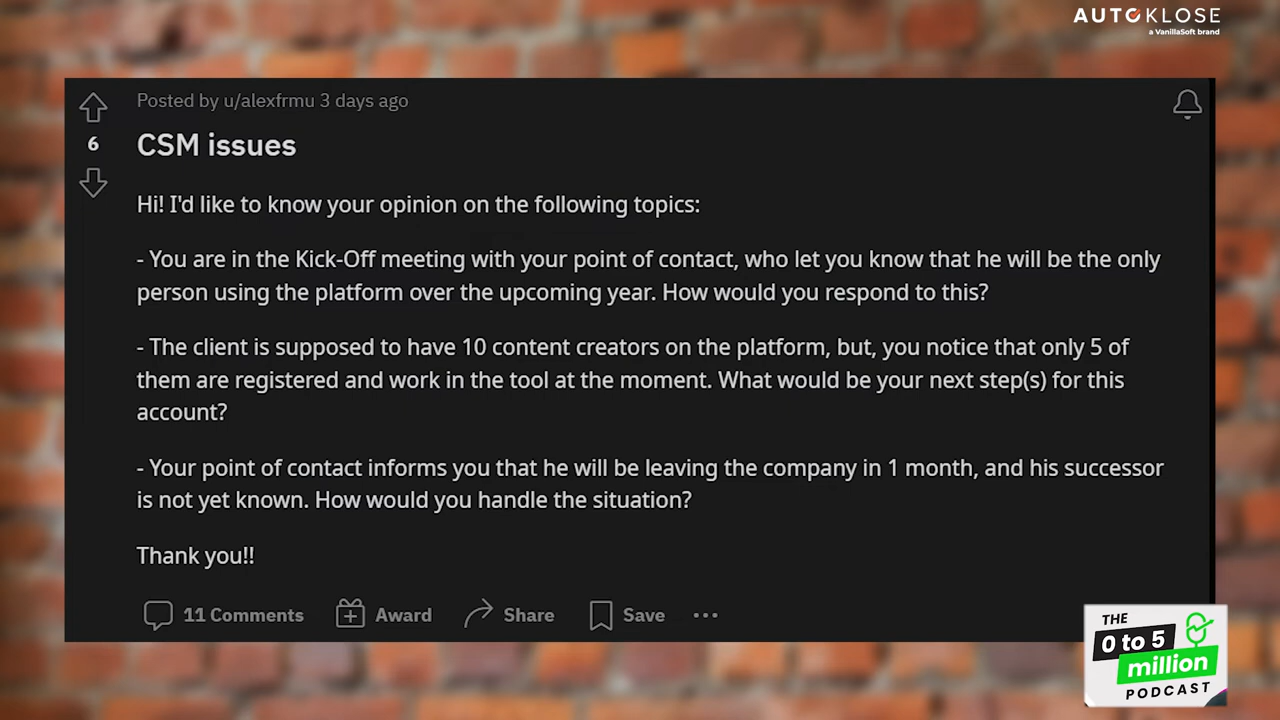 AUTOKLOSE
a VanillaSoft brand
Posted by u/alexfrmu 3 days ago
6
CSM issues
Hi! I'd like to know your opinion on the following topics:
- You are in the Kick-Off meeting with your point of contact, who let you know that he will be the only
person using the platform over the upcoming year. How would you respond to this?
- The client is supposed to have 10 content creators on the platform, but, you notice that only 5 of
them are registered and work in the tool at the moment. What would be your next step(s) for this
account?
- Your point of contact informs you that he will be leaving the company in 1 month, and his successor
is not yet known. How would you handle the situation?
Thank you!!
11 Comments Award Share Save ...
THE
0 to 5
million
PODCAST